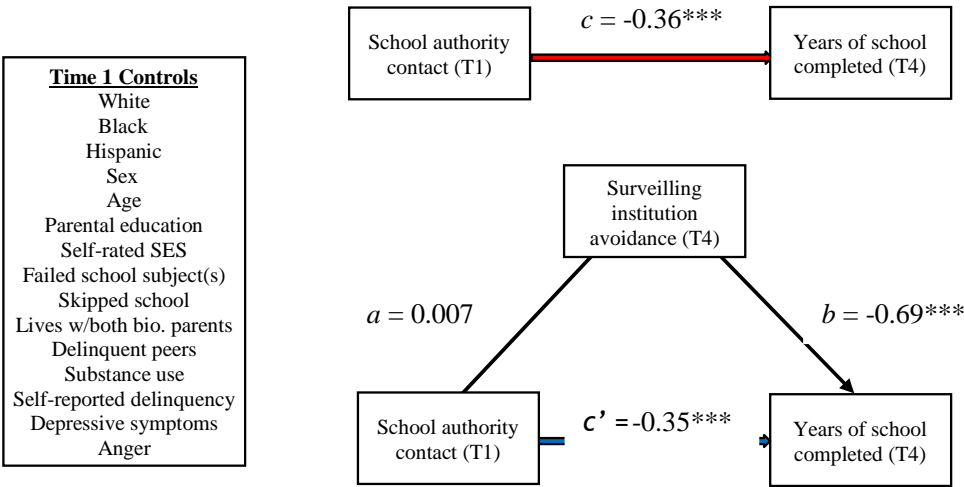 Time 1 Controls
White
Black
Hispanic
Sex
Age
Parental education
Self-rated SES
Failed school subject(s)
Skipped school
Lives w/both bio. parents
Delinquent peers
Substance use
Self-reported delinquency
Depressive symptoms
Anger
School authority
contact (T1)
c = -0.36***
Years of school
completed (T4)
Surveilling
institution
avoidance (T4)
a = 0.007
b = -0.69***
School authority
contact (T1)
c’ = -0.35***
Years of school
completed (T4)